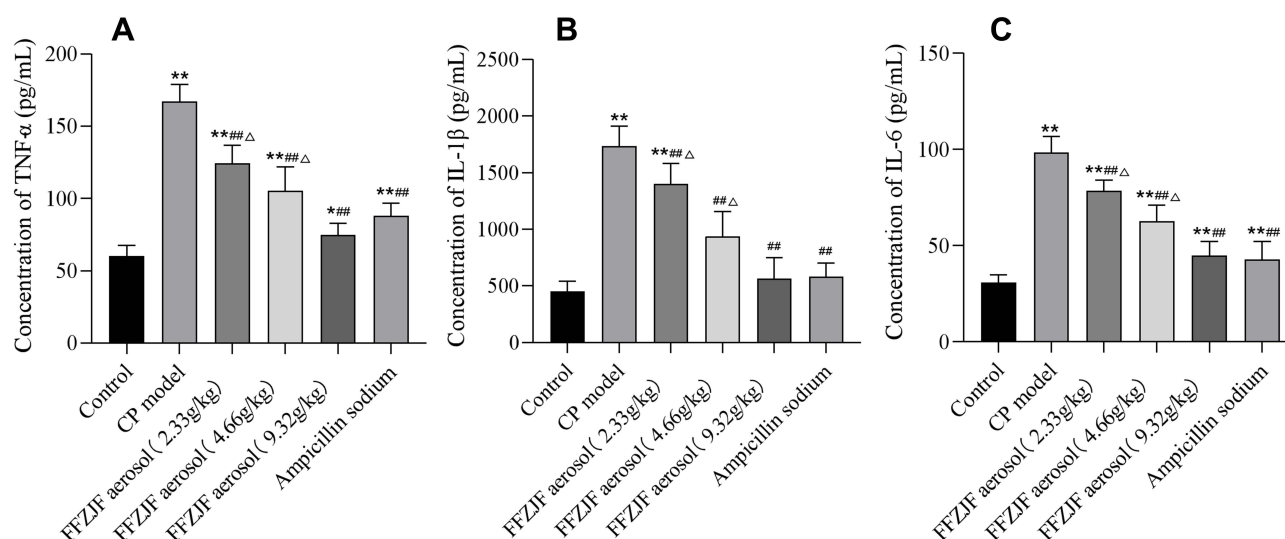 A
Concentration of TNF-α (pg/mL)
200
150
100
50
0
**
**##△
**##△
*##
**##
Control
CP model
FFZJF aerosol( 2.33g/kg)
FFZJF aerosol( 4.66g/kg)
FFZJF aerosol( 9.32g/kg)
Ampicillin sodium
B
Concentration of IL-1β (pg/mL)
2500
2000
1500
1000
500
0
**
**##△
##△
##
##
Control
CP model
FFZJF aerosol( 2.33g/kg)
FFZJF aerosol( 4.66g/kg)
FFZJF aerosol( 9.32g/kg)
Ampicillin sodium
C
Concentration of IL-6 (pg/mL)
150
100
50
0
**
**##△
**##△
**##
**##
Control
CP model
FFZJF aerosol( 2.33g/kg)
FFZJF aerosol( 4.66g/kg)
FFZJF aerosol( 9.32g/kg)
Ampicillin sodium